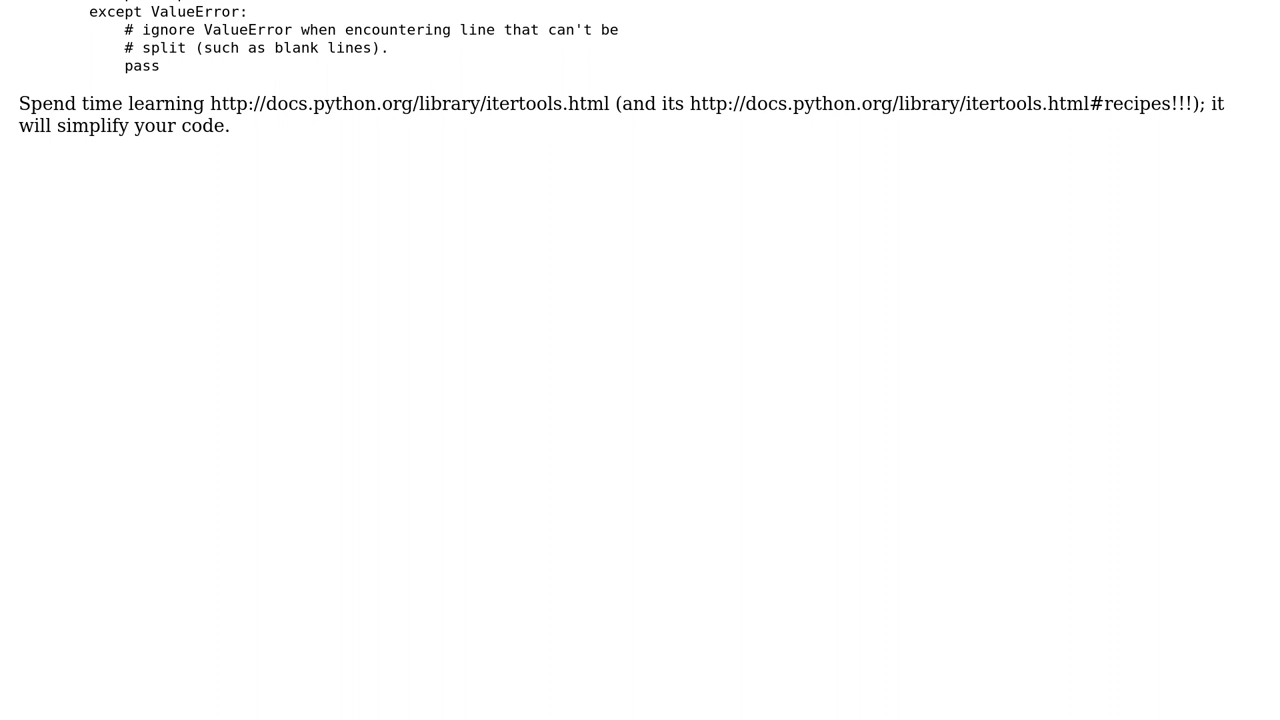 except ValueError:
# ignore ValueError when encountering line that can't be
# split (such as blank lines).
pass
Spend time learning http://docs.python.org/library/itertools.html (and its http://docs.python.org/library/itertools.html#recipes!!!); it
will simplify your code.